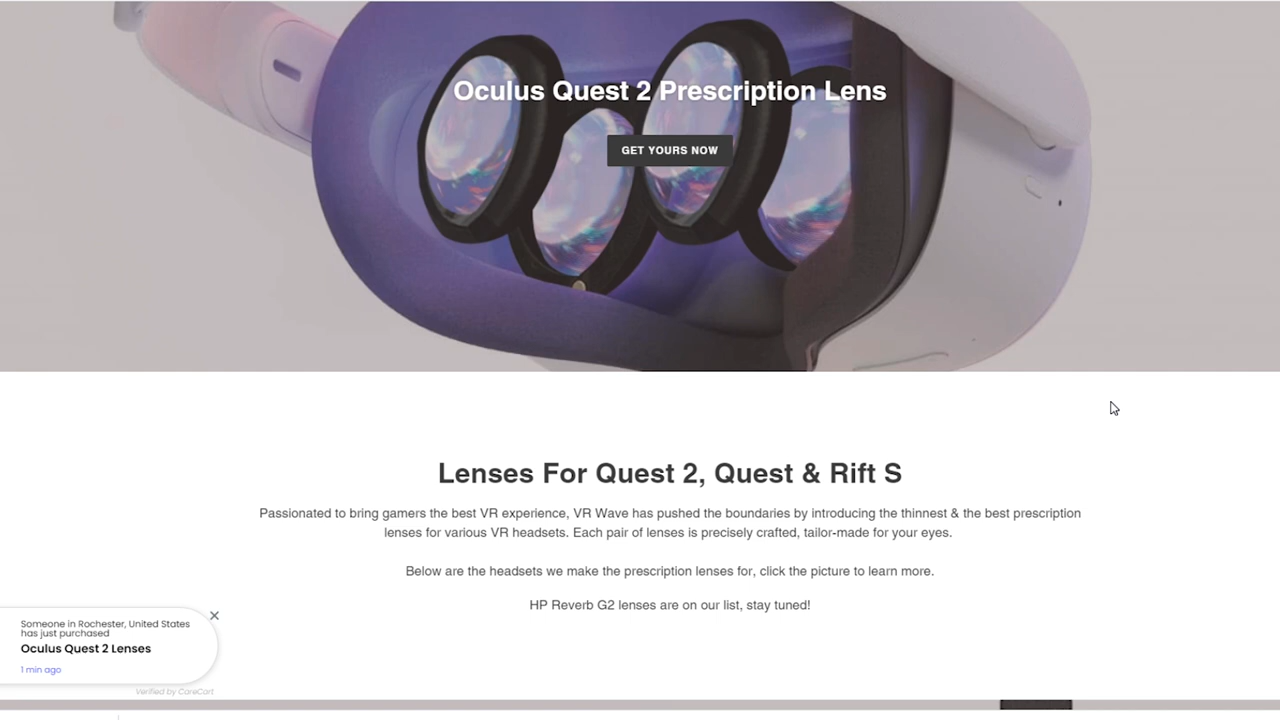 Oculus Quest 2 Prescription Lens
GET YOURS NOW
Lenses For Quest 2, Quest & Rift S
Passionated to bring gamers the best VR experience, VR Wave has pushed the boundaries by introducing the thinnest & the best prescription
lenses for various VR headsets. Each pair of lenses is precisely crafted, tailor-made for your eyes.
Below are the headsets we make the prescription lenses for, click the picture to learn more.
HP Reverb G2 lenses are on our list, stay tuned!
Someone in Rochester, United States
has just purchased
Oculus Quest 2 Lenses
1 min ago
Verified by CareCart